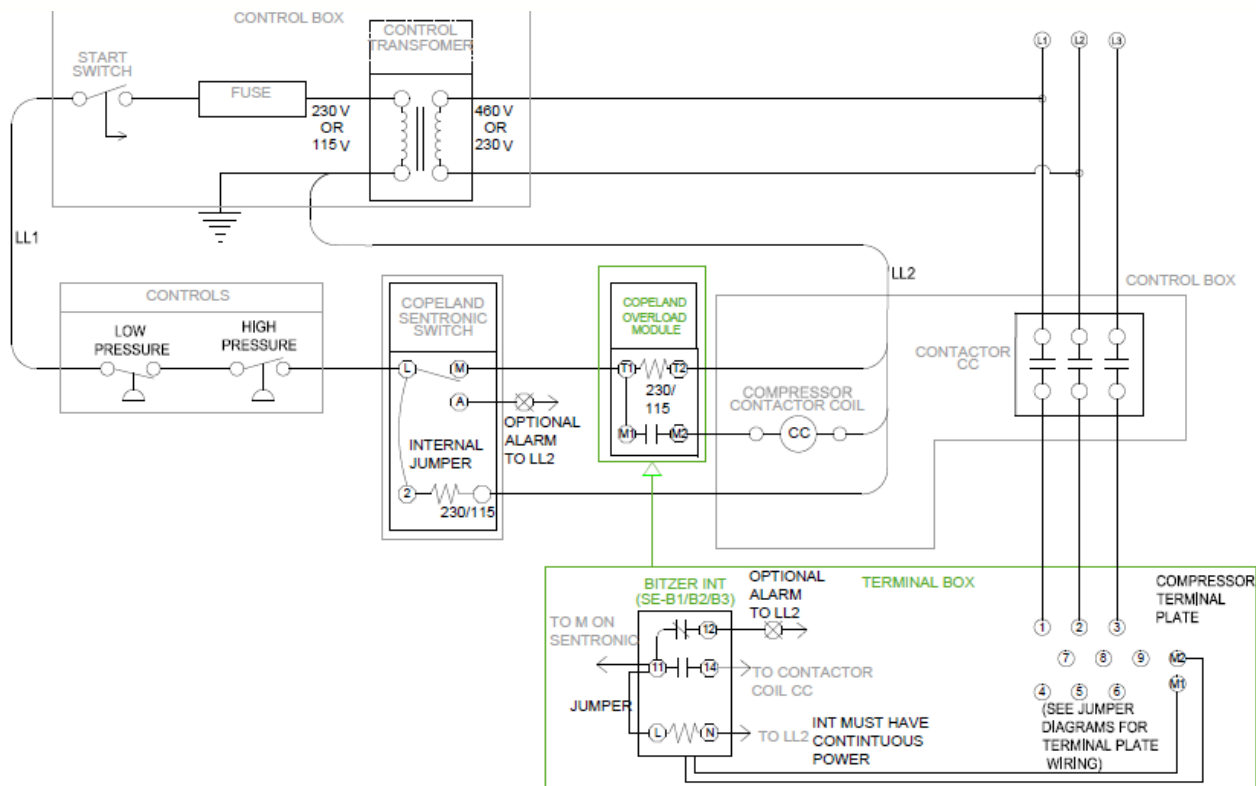 CONTROL BOX
CONTROL
TRANSFOMER
L1
L2
L3
START
SWITCH
FUSE
230 V
OR
115 V
460 V
OR
230 V
LL1
LL2
CONTROL BOX
CONTROLS
LOW
PRESSURE
HIGH
PRESSURE
COPELAND
SENTRONIC
SWITCH
L
M
A
OPTIONAL
ALARM
TO LL2
INTERNAL
JUMPER
2
230/115
COPELAND
OVERLOAD
MODULE
T1
T2
230/
115
M1
M2
COMPRESSOR
CONTACTOR COIL
CC
CONTACTOR
CC
BITZER INT
(SE-B1/B2/B3)
OPTIONAL
ALARM
TO LL2
TERMINAL BOX
COMPRESSOR
TERMINAL
PLATE
TO M ON
SENTRONIC
12
11
14
TO CONTACTOR
COIL CC
JUMPER
L
N
TO LL2
INT MUST HAVE
CONTINTUOUS
POWER
1
2
3
7
8
9
M2
M1
4
5
6
(SEE JUMPER
DIAGRAMS FOR
TERMINAL PLATE
WIRING)